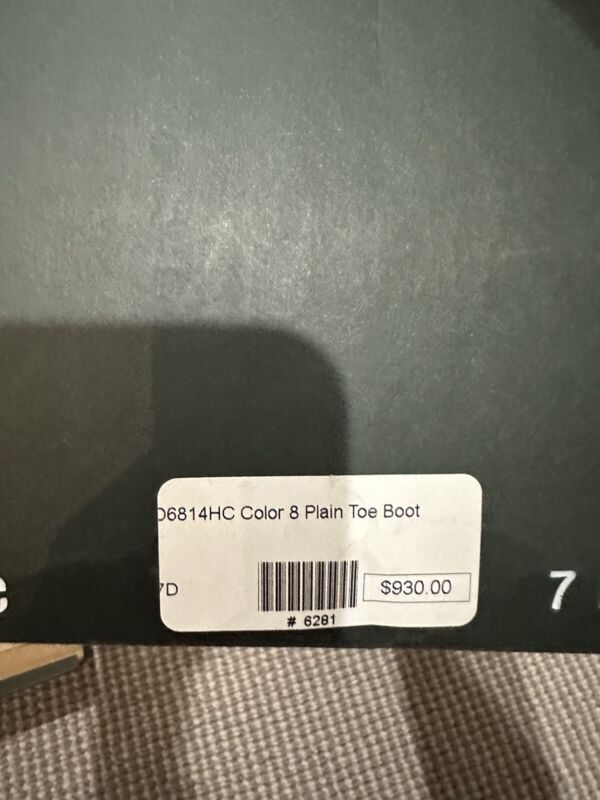 D6814HC Color 8 Plain Toe Boot
7D
$930.00
# 6281
7